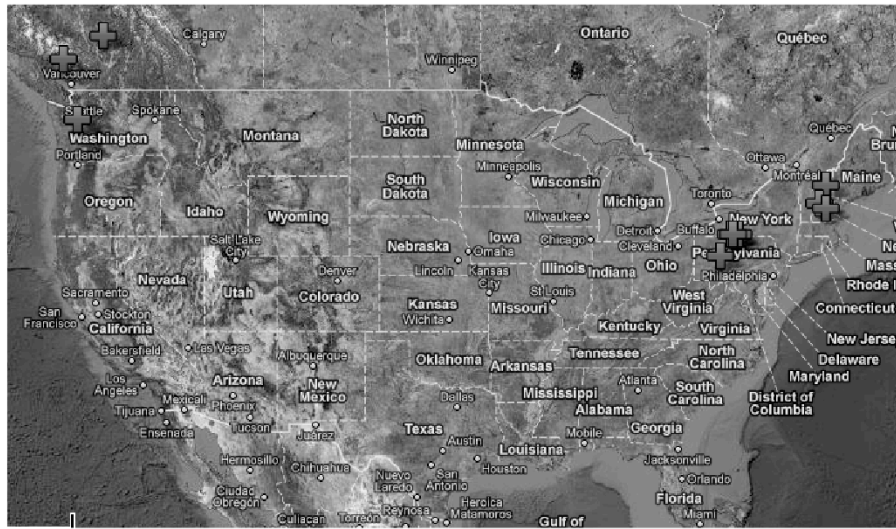 Ontario
Québec
Calgary
Winnipeg
Vancouver
Spokane
Washington
Portland
Montana
North
Dakota
Minnesota
Minneapolis
Québec
Ottawa
Montréal
Maine
Oregon
Idaho
Wyoming
South
Dakota
Wisconsin
Michigan
Toronto
Milwaukee
Detroit
Buffalo
New York
Salt Lake
City
Nebraska
Iowa
Omaha
Chicago
Cleveland
Nevada
Utah
Denver
Colorado
Lincoln
Kansas
City
Illinois
Indiana
Ohio
Philadelphia
Sacramento
San
Francisco
Stockton
California
Kansas
Wichita
Missouri
St Louis
West
Virginia
Kentucky
Virginia
Rhode
Connecticut
New Jerse
Delaware
Maryland
District of
Columbia
Bakersfield
Las Vegas
Albuquerque
Oklahoma
Arkansas
Tennessee
North
Carolina
Los
Angeles
Arizona
Phoenix
New
Mexico
Dallas
Mississippi
Alabama
Atlanta
South
Carolina
Tijuana
Mexicali
Ensenada
Tucson
Juárez
Texas
Austin
Louisiana
Mobile
Georgia
Hermosillo
Chihuahua
San
Antonio
Houston
Jacksonville
Ciudad
Obregón
Nuevo
Laredo
Reynosa
Heroica
Matamoros
Orlando
Florida
Culiacan
Torreón
Gulf of
Miami